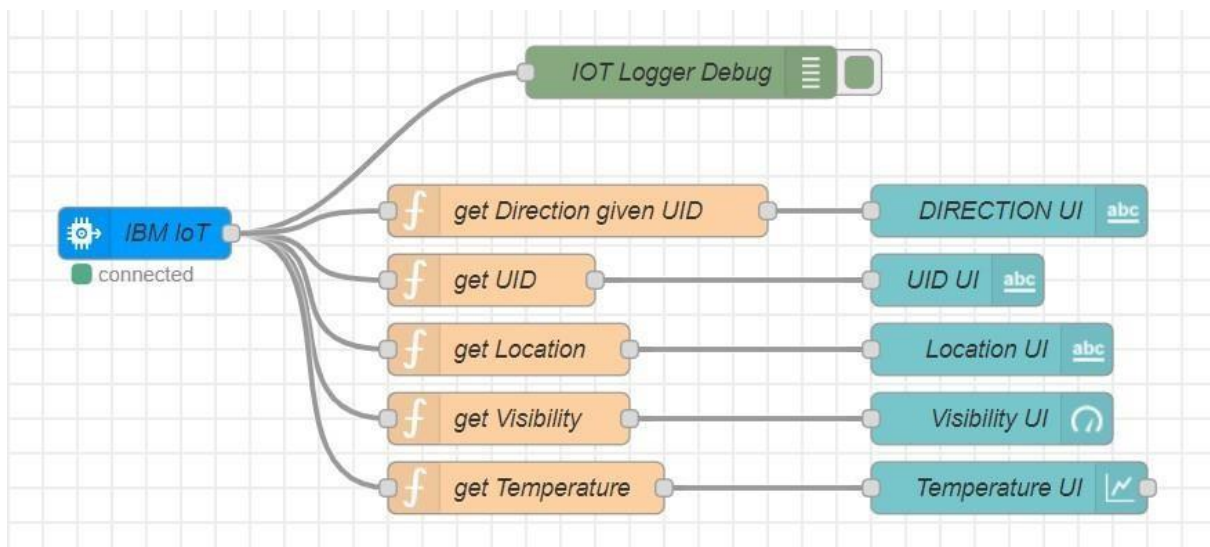 IOT Logger Debug
get Direction given UID
DIRECTION UI
abc
IBM IoT
connected
get UID
UID UI
abc
get Location
Location UI
abc
get Visibility
Visibility UI
get Temperature
Temperature UI